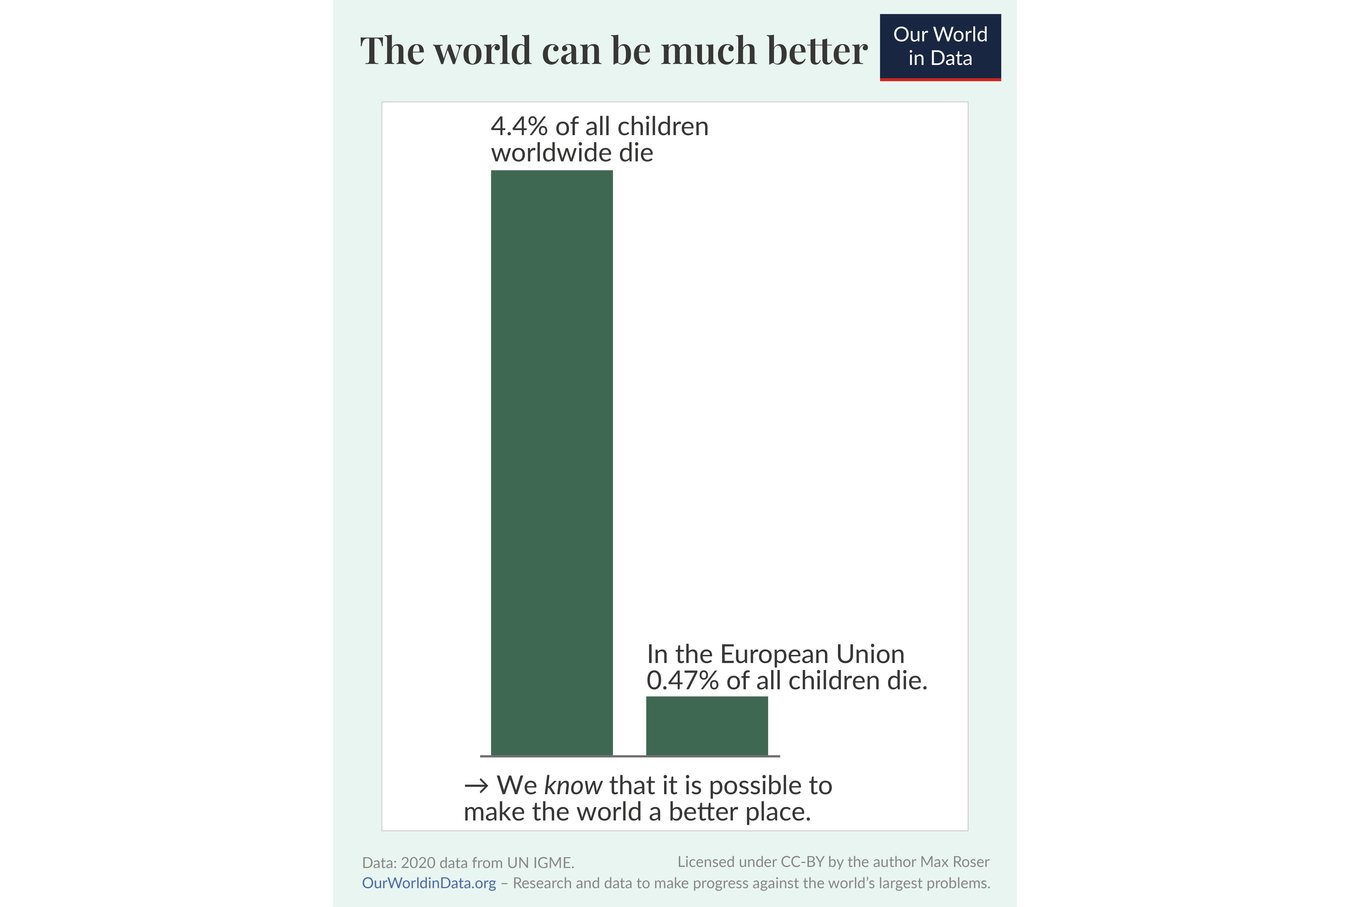 The world can be much better
Our World
in Data
4.4% of all children
worldwide die
In the European Union
0.47% of all children die.
→ We know that it is possible to
make the world a better place.
Data: 2020 data from UN IGME.
Licensed under CC-BY by the author Max Roser
OurWorldinData.org – Research and data to make progress against the world's largest problems.